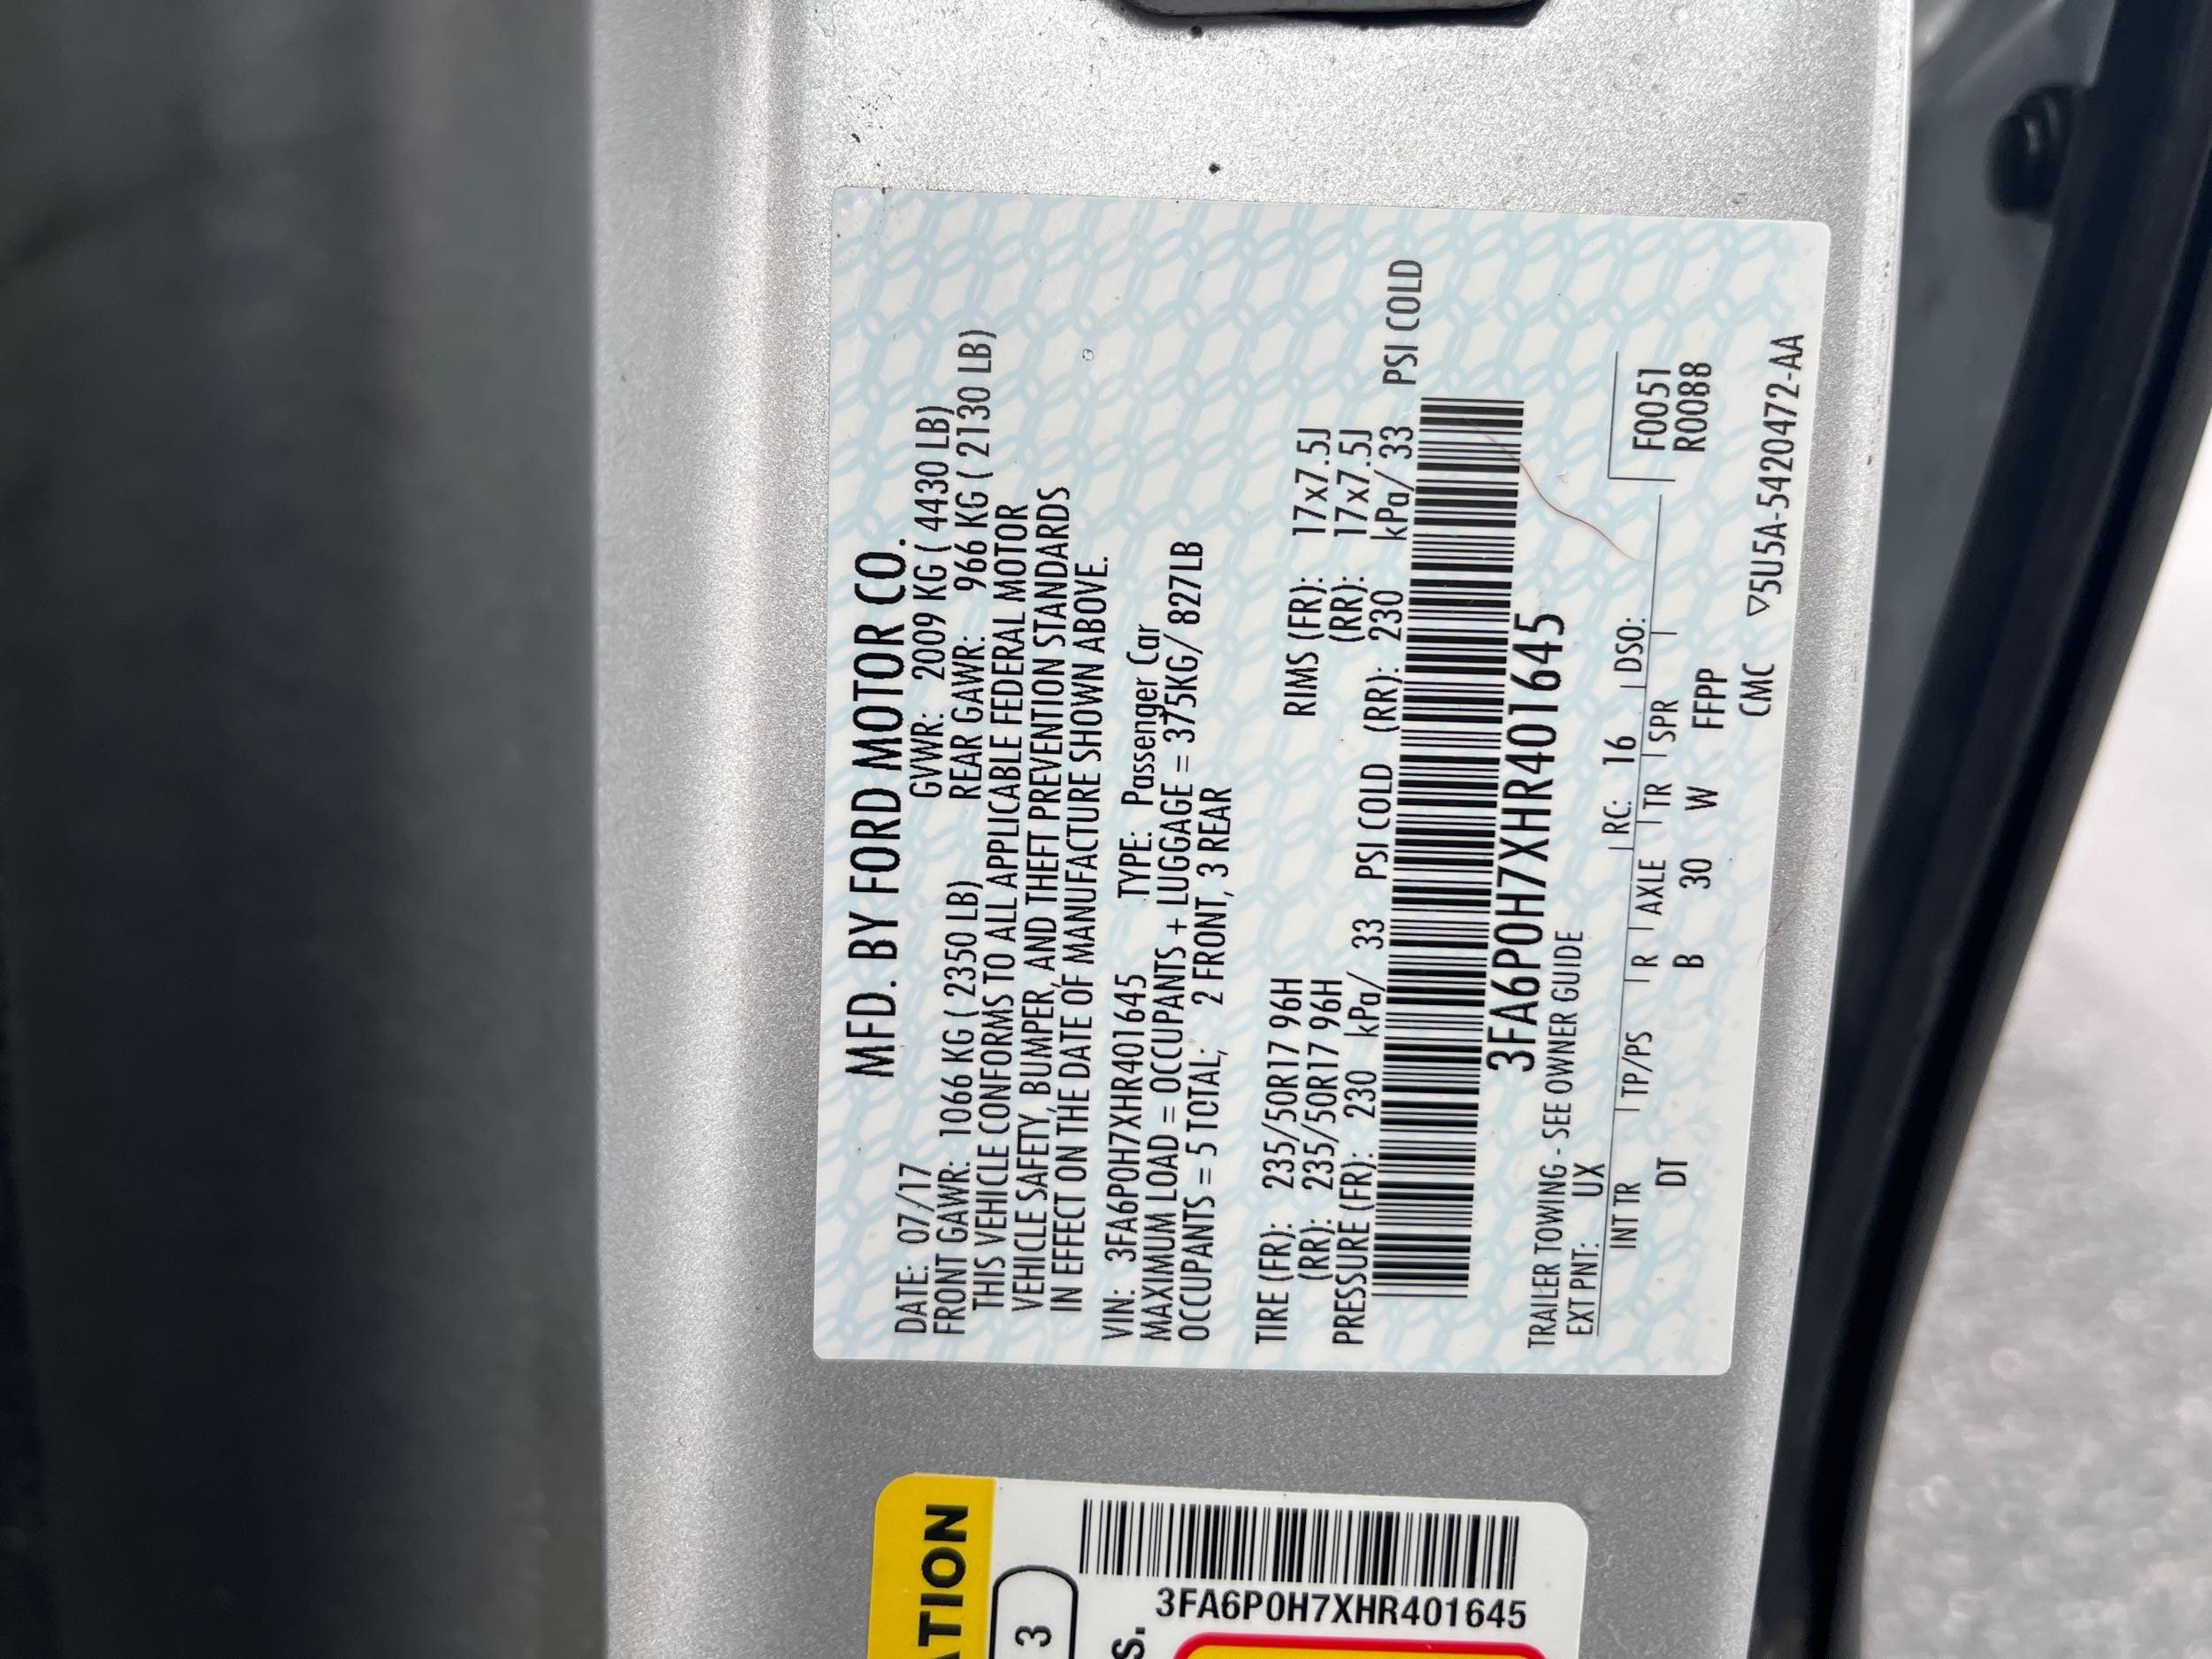 MFD. BY FORD MOTOR CO.
DATE: 07/17 GVWR: 2009 KG ( 4430 LB)
FRONT GAWR: 1066 KG ( 2350 LB) REAR GAWR: 966 KG ( 2130 LB)
THIS VEHICLE CONFORMS TO ALL APPLICABLE FEDERAL MOTOR
VEHICLE SAFETY, BUMPER, AND THEFT PREVENTION STANDARDS
IN EFFECT ON THE DATE OF MANUFACTURE SHOWN ABOVE.
VIN: 3FA6P0H7XHR401645 TYPE: Passenger Car
MAXIMUM LOAD = OCCUPANTS + LUGGAGE = 375KG/ 827LB
OCCUPANTS = 5 TOTAL; 2 FRONT, 3 REAR
TIRE (FR): 235/50R17 96H RIMS (FR): 17x7.5J
(RR): 235/50R17 96H (RR): 17x7.5J
PRESSURE (FR): 230 kPa/ 33 PSI COLD (RR): 230 kPa/ 33 PSI COLD
3FA6P0H7XHR401645
TRAILER TOWING - SEE OWNER GUIDE
EXT PNT: UX RC: 16 DSO:
INT TR TP/PS R AXLE TR SPR F0051
DT B 30 W FFPP R0088
CMC ▽5U5A-5420472-AA
ATION
3
3FA6P0H7XHR401645
S.